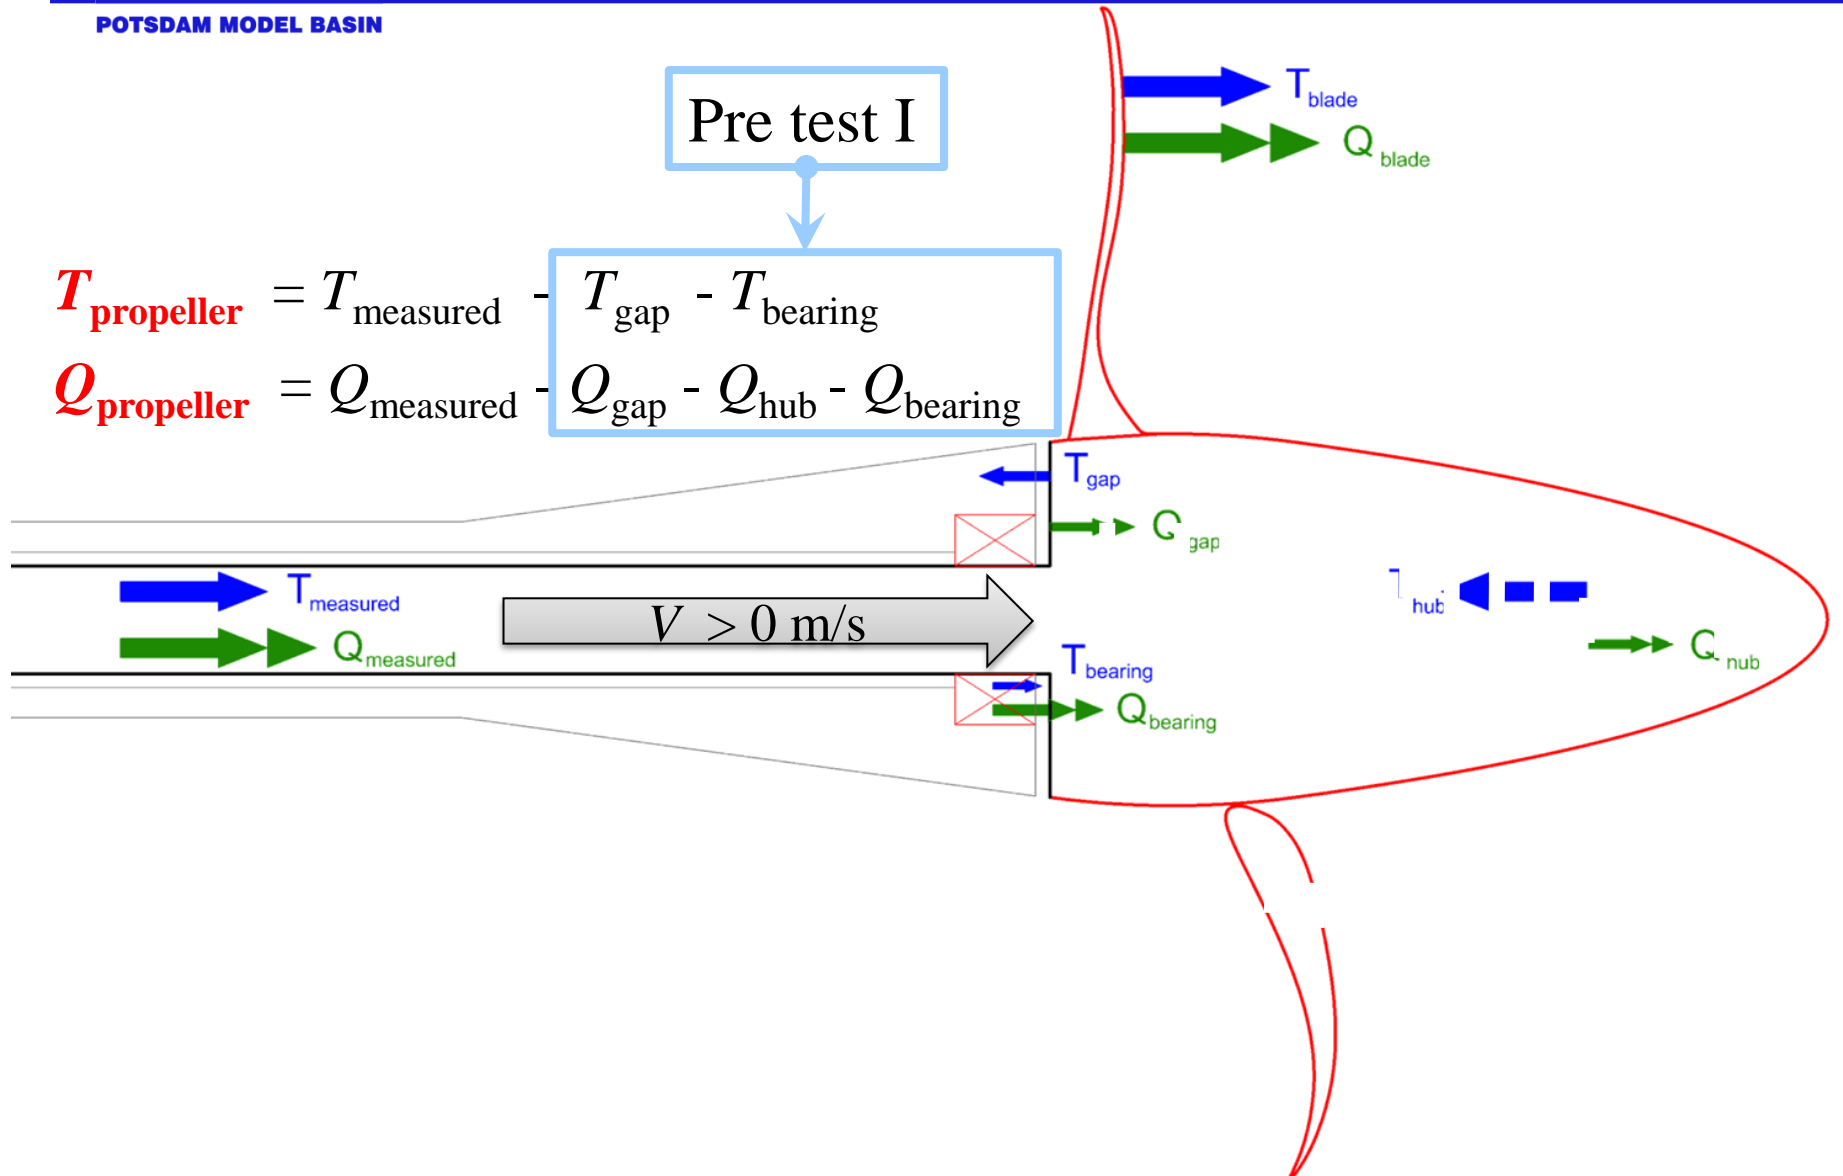 POTSDAM MODEL BASIN
T blade
Q blade
Pre test I
T propeller = T measured - T gap - T bearing
Q propeller = Q measured - Q gap - Q hub - Q bearing
T gap
Q gap
T hub
T measured
V > 0 m/s
Q measured
T bearing
Q bearing